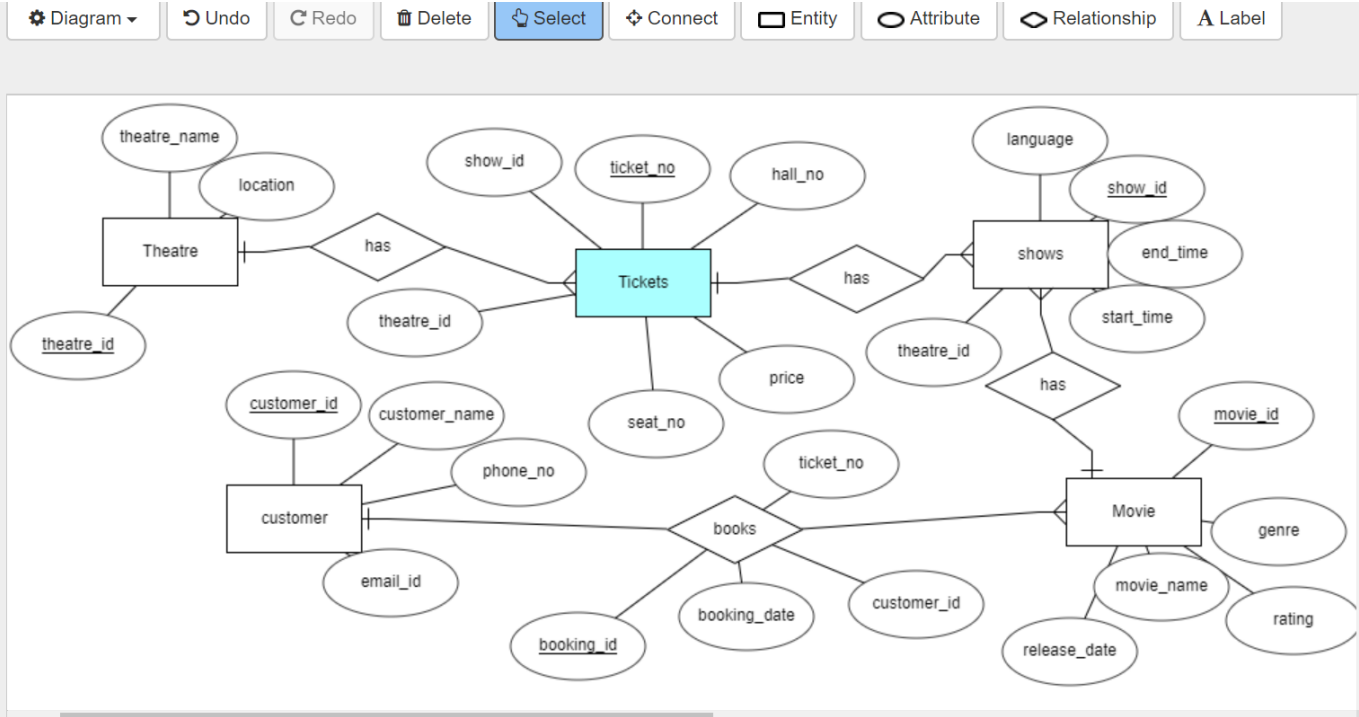 Diagram
Undo
Redo
Delete
Select
Connect
Entity
Attribute
Relationship
A Label
theatre_name
location
Theatre
theatre_id
has
show_id
ticket_no
hall_no
Tickets
theatre_id
seat_no
price
has
language
show_id
end_time
start_time
shows
theatre_id
has
customer_id
customer_name
phone_no
customer
email_id
books
ticket_no
booking_id
booking_date
customer_id
movie_id
Movie
genre
movie_name
rating
release_date